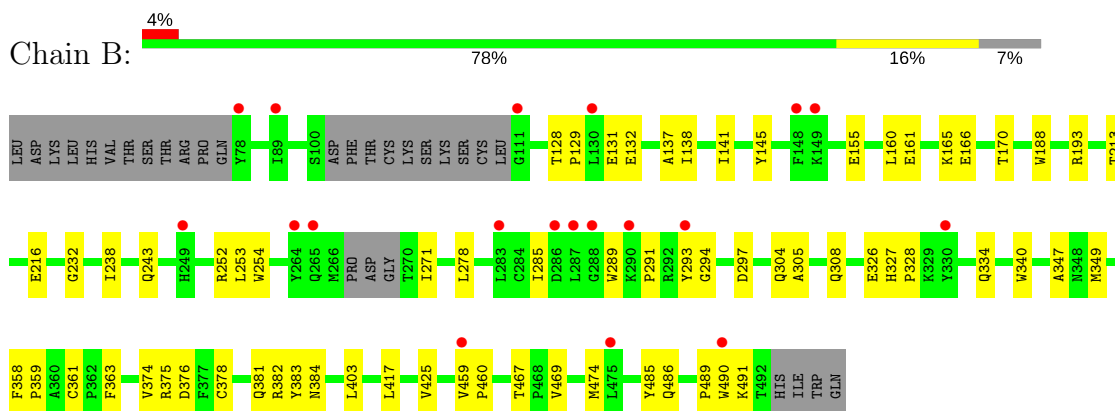 4%
Chain B:
78% 16% 7%
LEU ASP LYS LEU HIS VAL THR SER THR ARG PRO GLN Y78 I89 S100 ASP PHE THR CYS LYS SER LYS SER CYS LEU G111 T128 P129 L130 E131 E132 A137 I138 I141 Y145 F148 K149 E155 L160 E161 K165 E166 T170 W188 R193 T213
E216 G232 I238 Q243 H249 R252 L253 W254 Y264 Q265 M266 PRO ASP GLY T270 I271 L278 L283 C284 I285 D286 L287 G288 W289 K290 P291 R292 Y293 G294 D297 Q304 A305 Q308 E326 H327 P328 K329 Y330 Q334 W340 A347 N348 M349
F358 P359 A360 C361 P362 F363 V374 R375 D376 F377 C378 Q381 R382 Y383 N384 L403 L417 V425 V459 P460 T467 P468 V469 M474 L475 Y485 Q486 P489 W490 K491 T492 HIS ILE TRP GLN